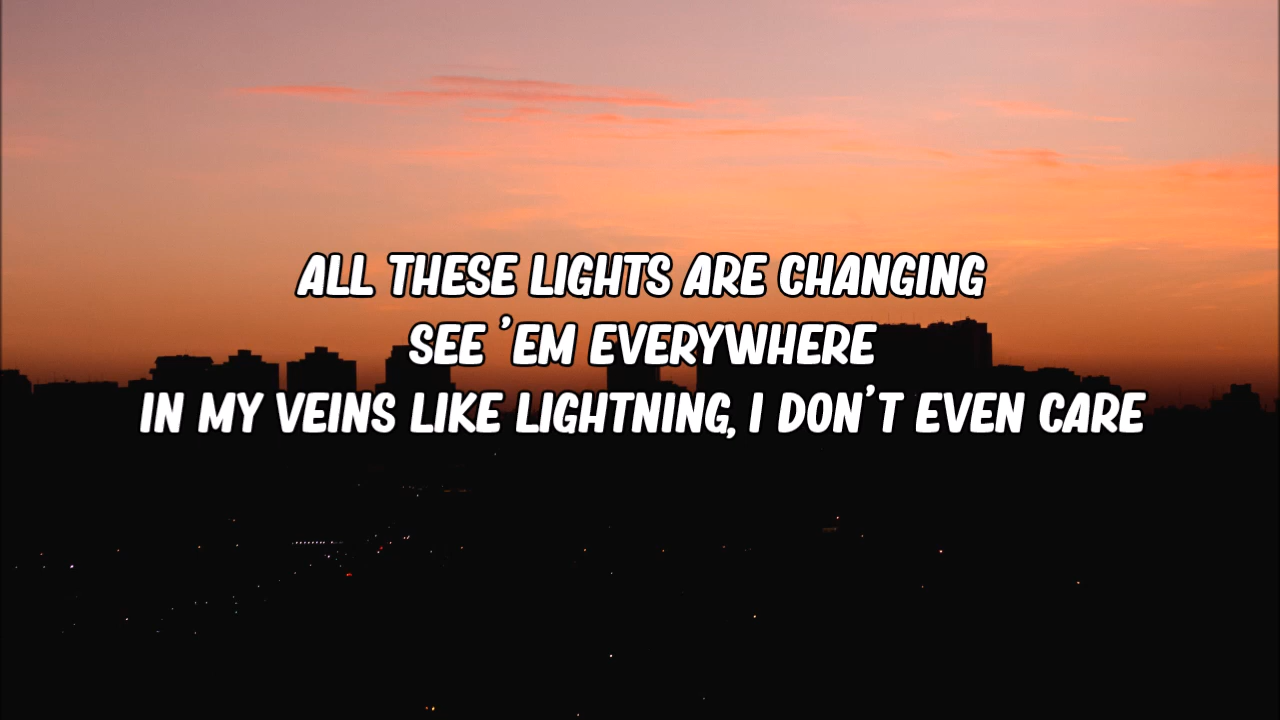 ALL THESE LIGHTS ARE CHANGING
SEE 'EM EVERYWHERE
IN MY VEINS LIKE LIGHTNING, I DON'T EVEN CARE